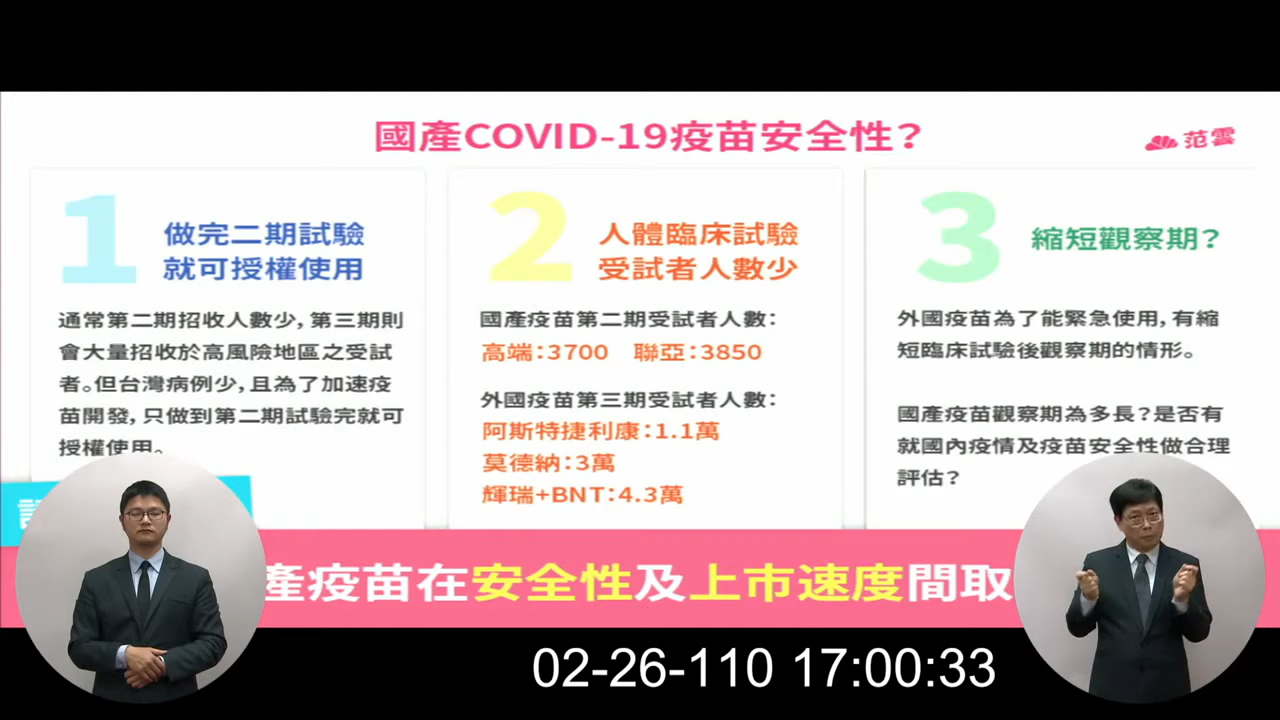 國產COVID-19疫苗安全性？
范雲
1
做完二期試驗
就可授權使用
通常第二期招收人數少，第三期則
會大量招收於高風險地區之受試
者。但台灣病例少，且為了加速疫
苗開發，只做到第二期試驗完就可
授權使用。
2
人體臨床試驗
受試者人數少
國產疫苗第二期受試者人數：
高端：3700 聯亞：3850
外國疫苗第三期受試者人數：
阿斯特捷利康：1.1萬
莫德納：3萬
輝瑞+BNT：4.3萬
3
縮短觀察期？
外國疫苗為了能緊急使用，有縮
短臨床試驗後觀察期的情形。
國產疫苗觀察期為多長？是否有
就國內疫情及疫苗安全性做合理
評估？
產疫苗在安全性及上市速度間取
02-26-110 17:00:33